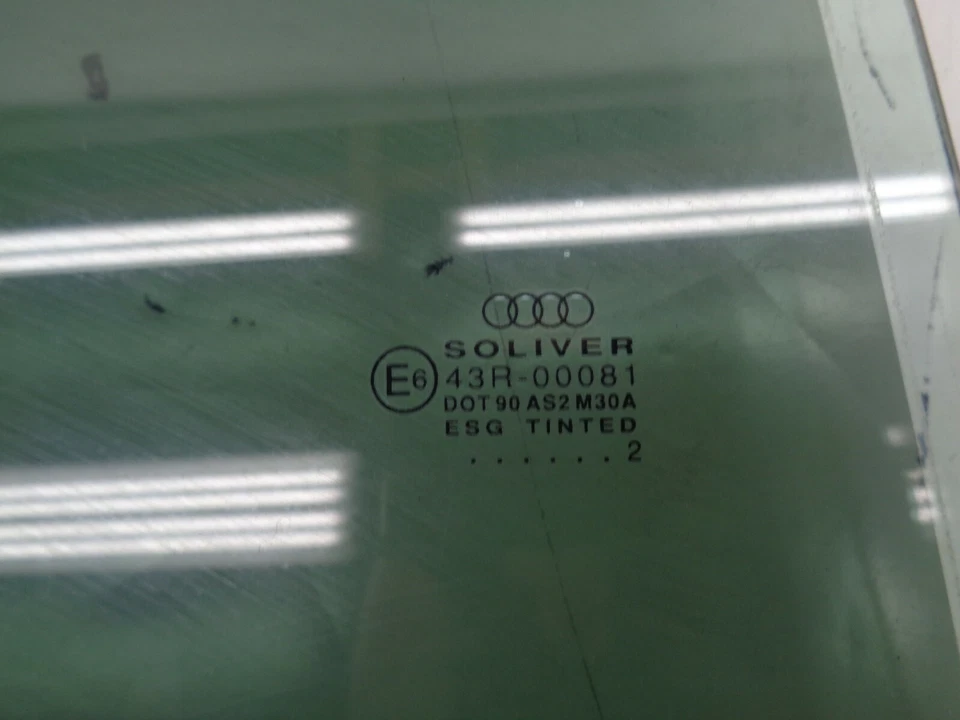 SOLIVER
E6 43R-00081
DOT 90 AS2 M30A
ESG TINTED
. . . . . . 2